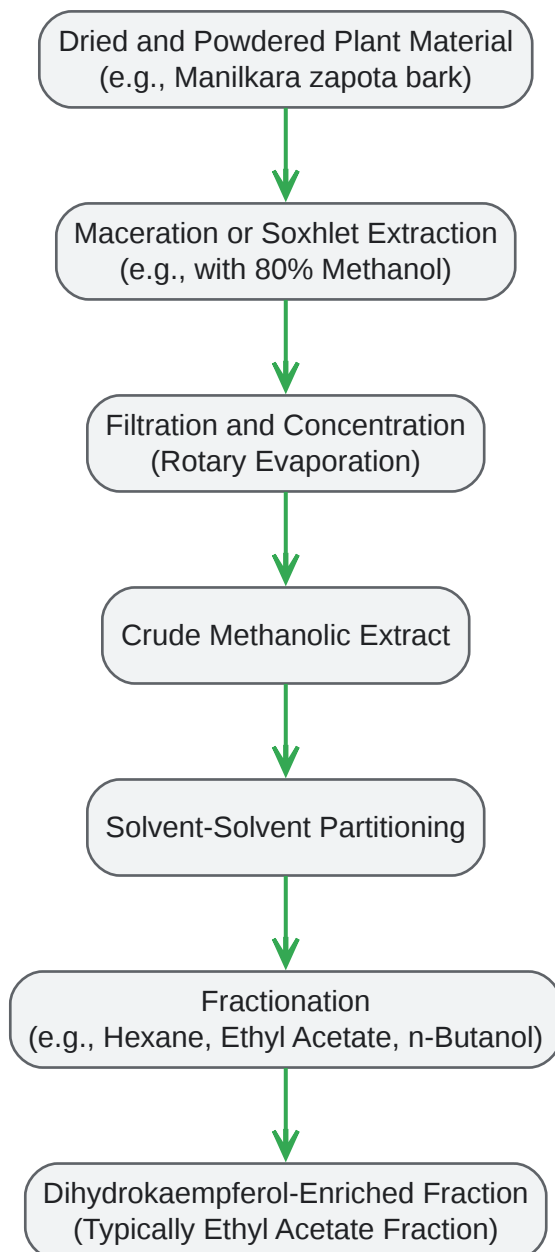 Dried and Powdered Plant Material
(e.g., Manilkara zapota bark)
Maceration or Soxhlet Extraction
(e.g., with 80% Methanol)
Filtration and Concentration
(Rotary Evaporation)
Crude Methanolic Extract
Solvent-Solvent Partitioning
Fractionation
(e.g., Hexane, Ethyl Acetate, n-Butanol)
Dihydrokaempferol-Enriched Fraction
(Typically Ethyl Acetate Fraction)